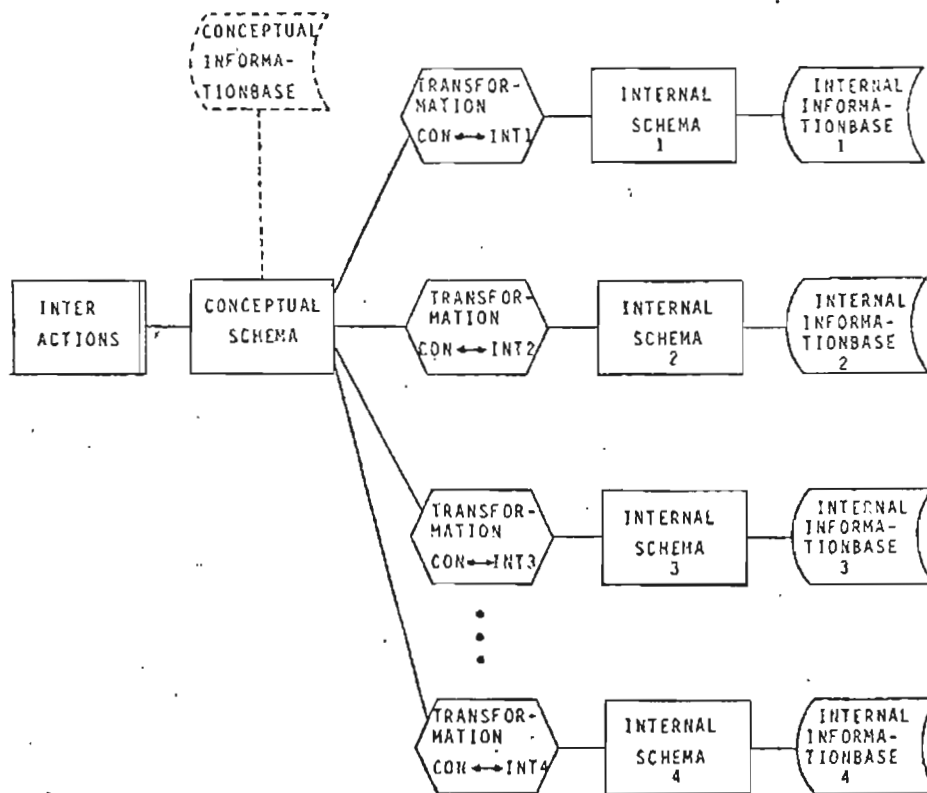 CONCEPTUAL
INFORMA-
TIONBASE
TRANSFOR-
MATION
CON ↔ INT1
INTERNAL
SCHEMA
1
INTERNAL
INFORMA-
TIONBASE
1
INTER
ACTIONS
CONCEPTUAL
SCHEMA
TRANSFOR-
MATION
CON ↔ INT2
INTERNAL
SCHEMA
2
INTERNAL
INFORMA-
TIONBASE
2
TRANSFOR-
MATION
CON ↔ INT3
INTERNAL
SCHEMA
3
INTERNAL
INFORMA-
TIONBASE
3
TRANSFOR-
MATION
CON ↔ INT4
INTERNAL
SCHEMA
4
INTERNAL
INFORMA-
TIONBASE
4